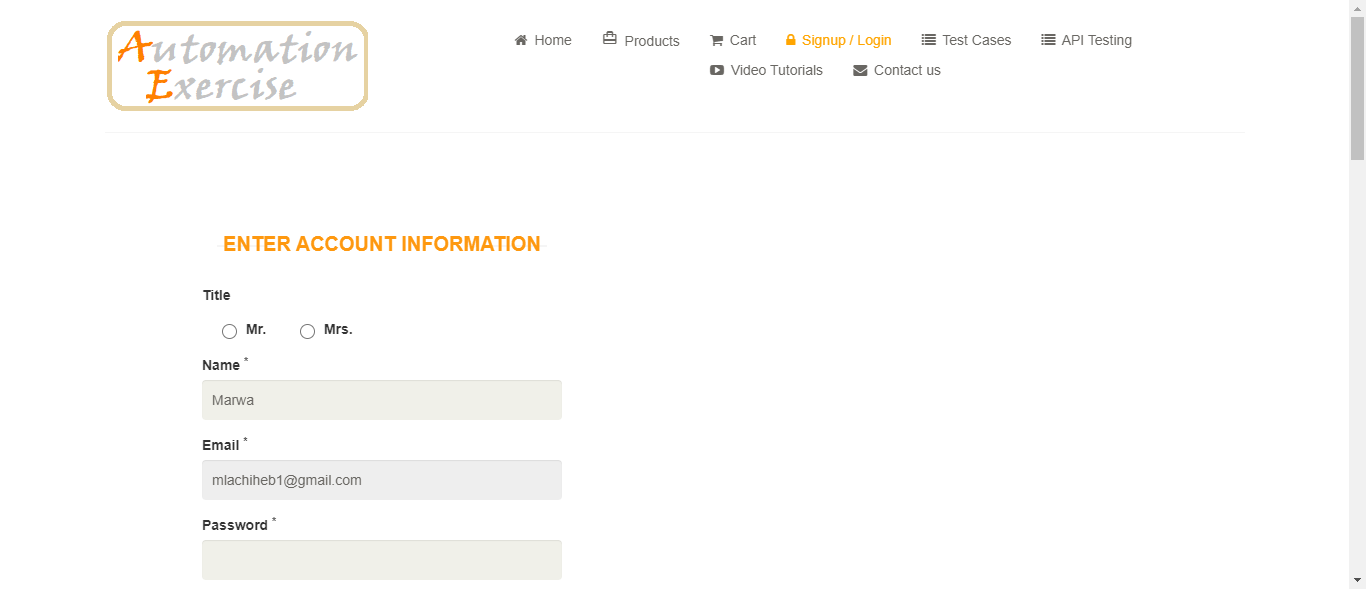 Automation
Exercise
Home Products Cart Signup / Login Test Cases API Testing
Video Tutorials Contact us
ENTER ACCOUNT INFORMATION
Title
Mr. Mrs.
Name *
Marwa
Email *
mlachiheb1@gmail.com
Password *